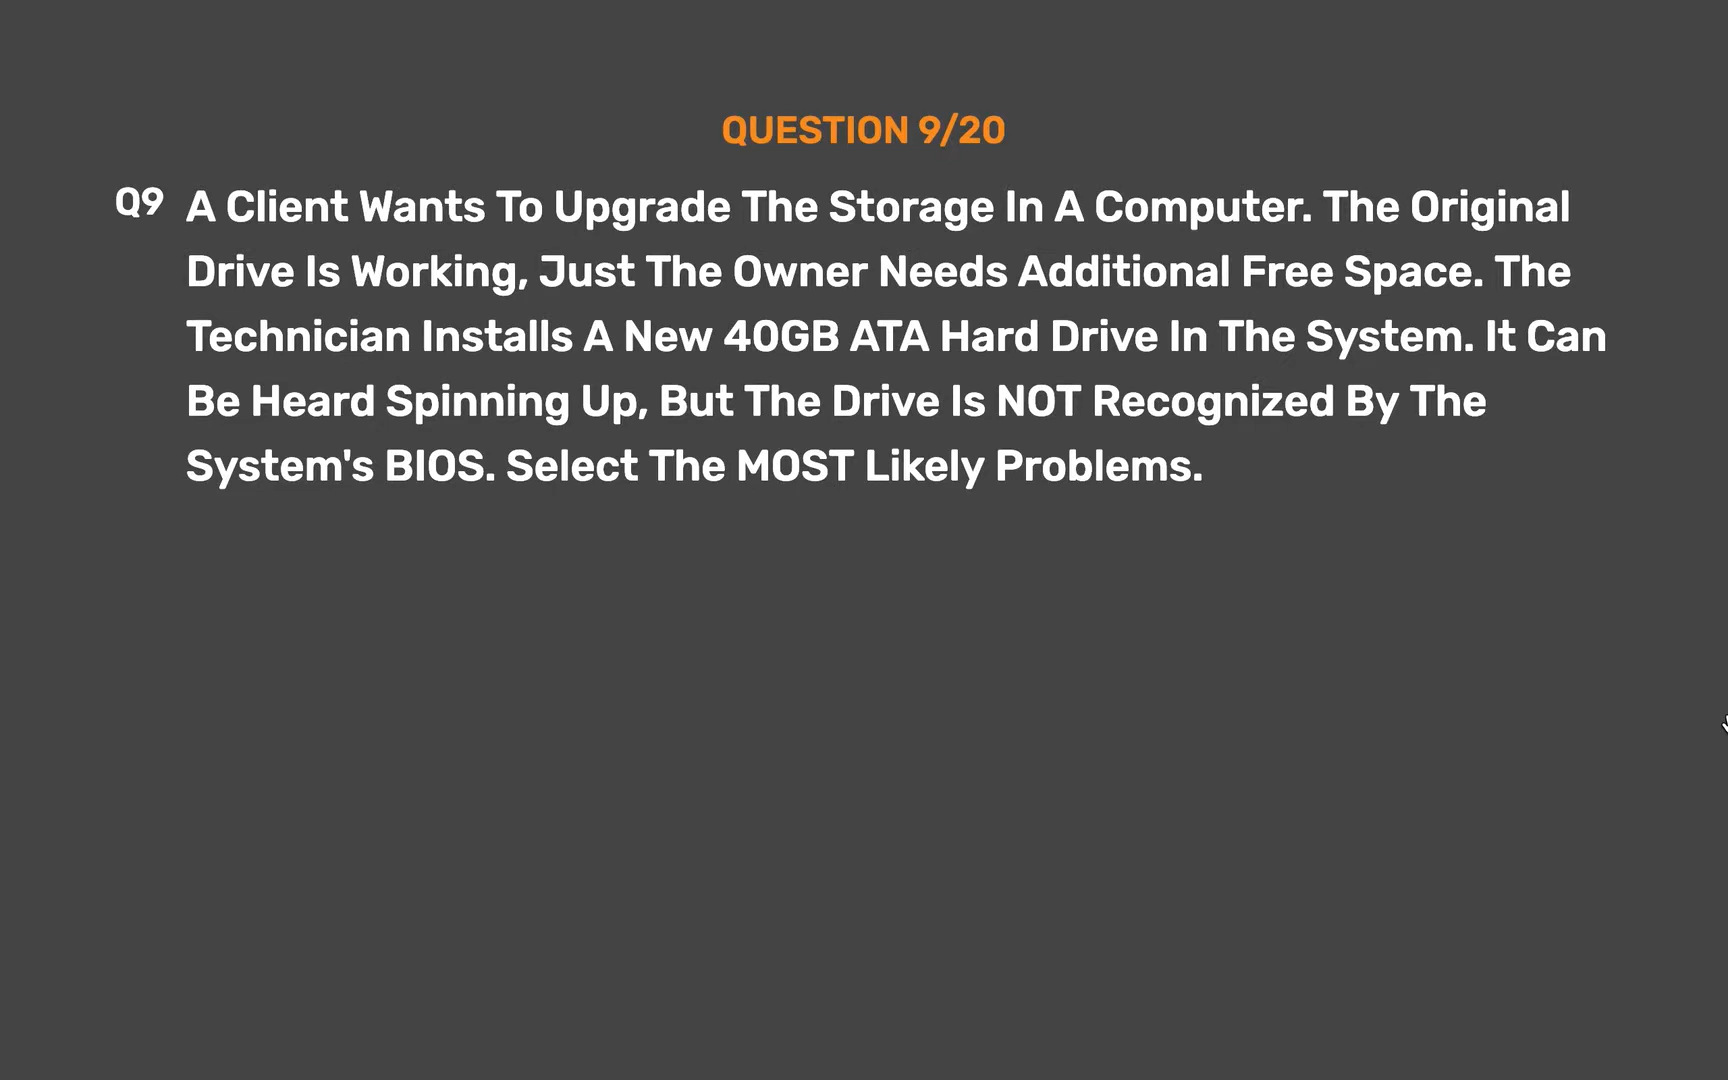 QUESTION 9/20
Q9 A Client Wants To Upgrade The Storage In A Computer. The Original
Drive Is Working, Just The Owner Needs Additional Free Space. The
Technician Installs A New 40GB ATA Hard Drive In The System. It Can
Be Heard Spinning Up, But The Drive Is NOT Recognized By The
System's BIOS. Select The MOST Likely Problems.